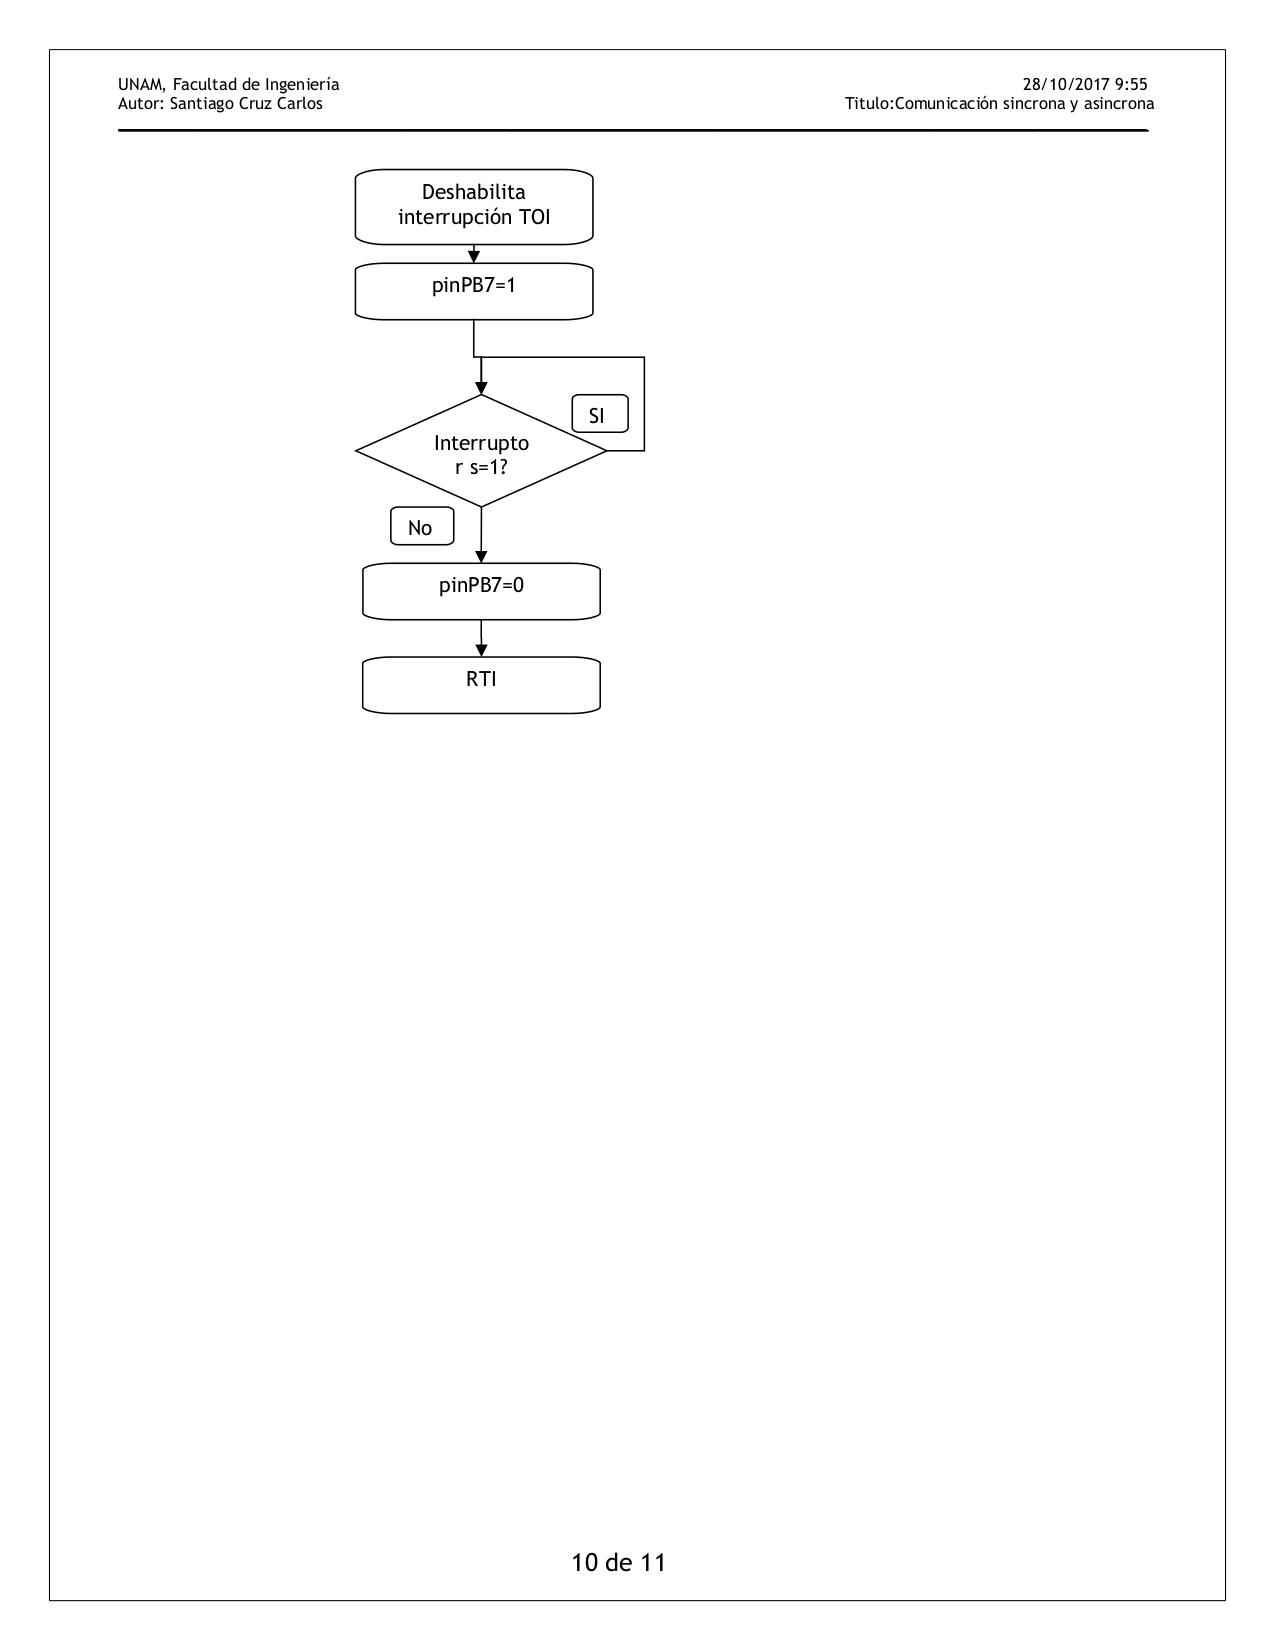 UNAM, Facultad de Ingeniería
28/10/2017 9:55
Autor: Santiago Cruz Carlos
Titulo:Comunicación sincrona y asincrona
Deshabilita
interrupción TOI
pinPB7=1
SI
Interrupto
r s=1?
No
pinPB7=0
RTI
10 de 11